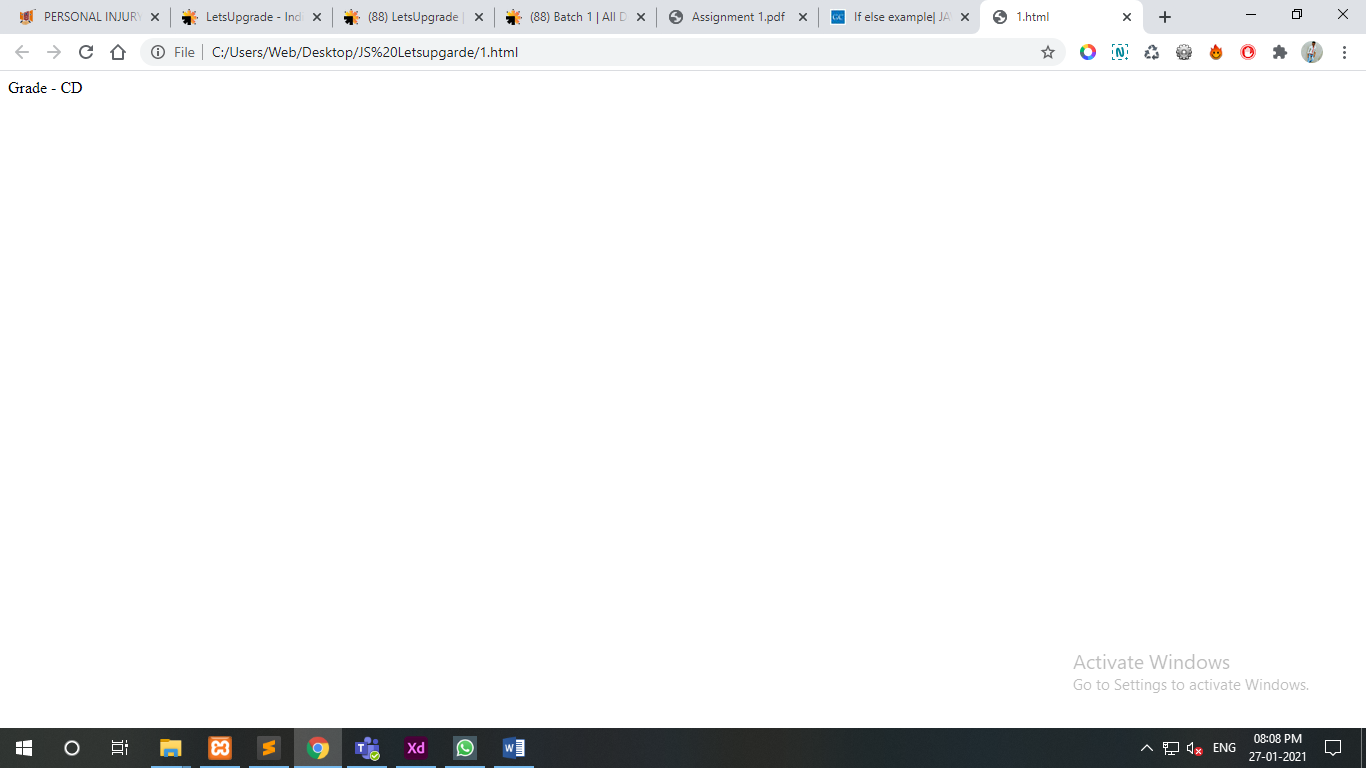 PERSONAL INJURY
LetsUpgrade - Indi
(88) LetsUpgrade |
(88) Batch 1 | All D
Assignment 1.pdf
If else example| JA
1.html
File
C:/Users/Web/Desktop/JS%20Letsupgarde/1.html
Grade - CD
Activate Windows
Go to Settings to activate Windows.
Xd
ENG
08:08 PM
27-01-2021